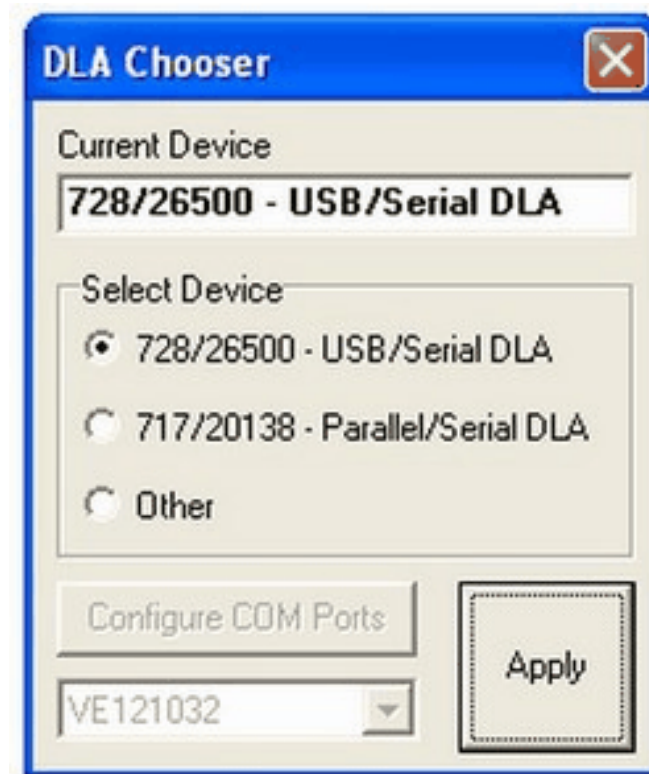 DLA Chooser
Current Device
728/26500 - USB/Serial DLA
Select Device
728/26500 - USB/Serial DLA
717/20138 - Parallel/Serial DLA
Other
Configure COM Ports
Apply
VE121032